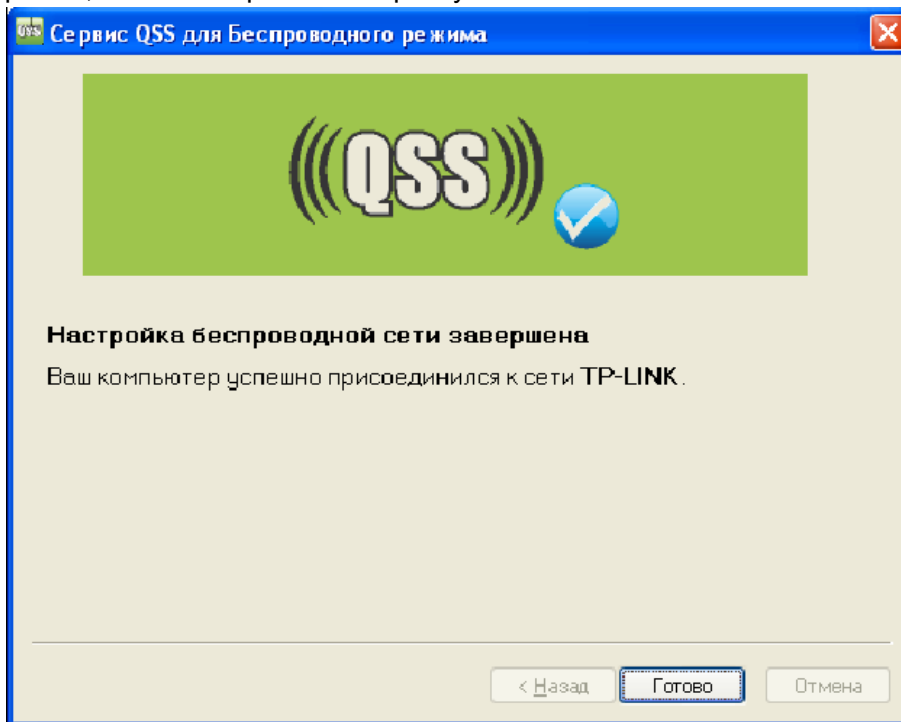 QSS Сервис QSS для Беспроводного режима
(((QSS)))
Настройка беспроводной сети завершена
Ваш компьютер успешно присоединился к сети TP-LINK.
< Назад Готово Отмена